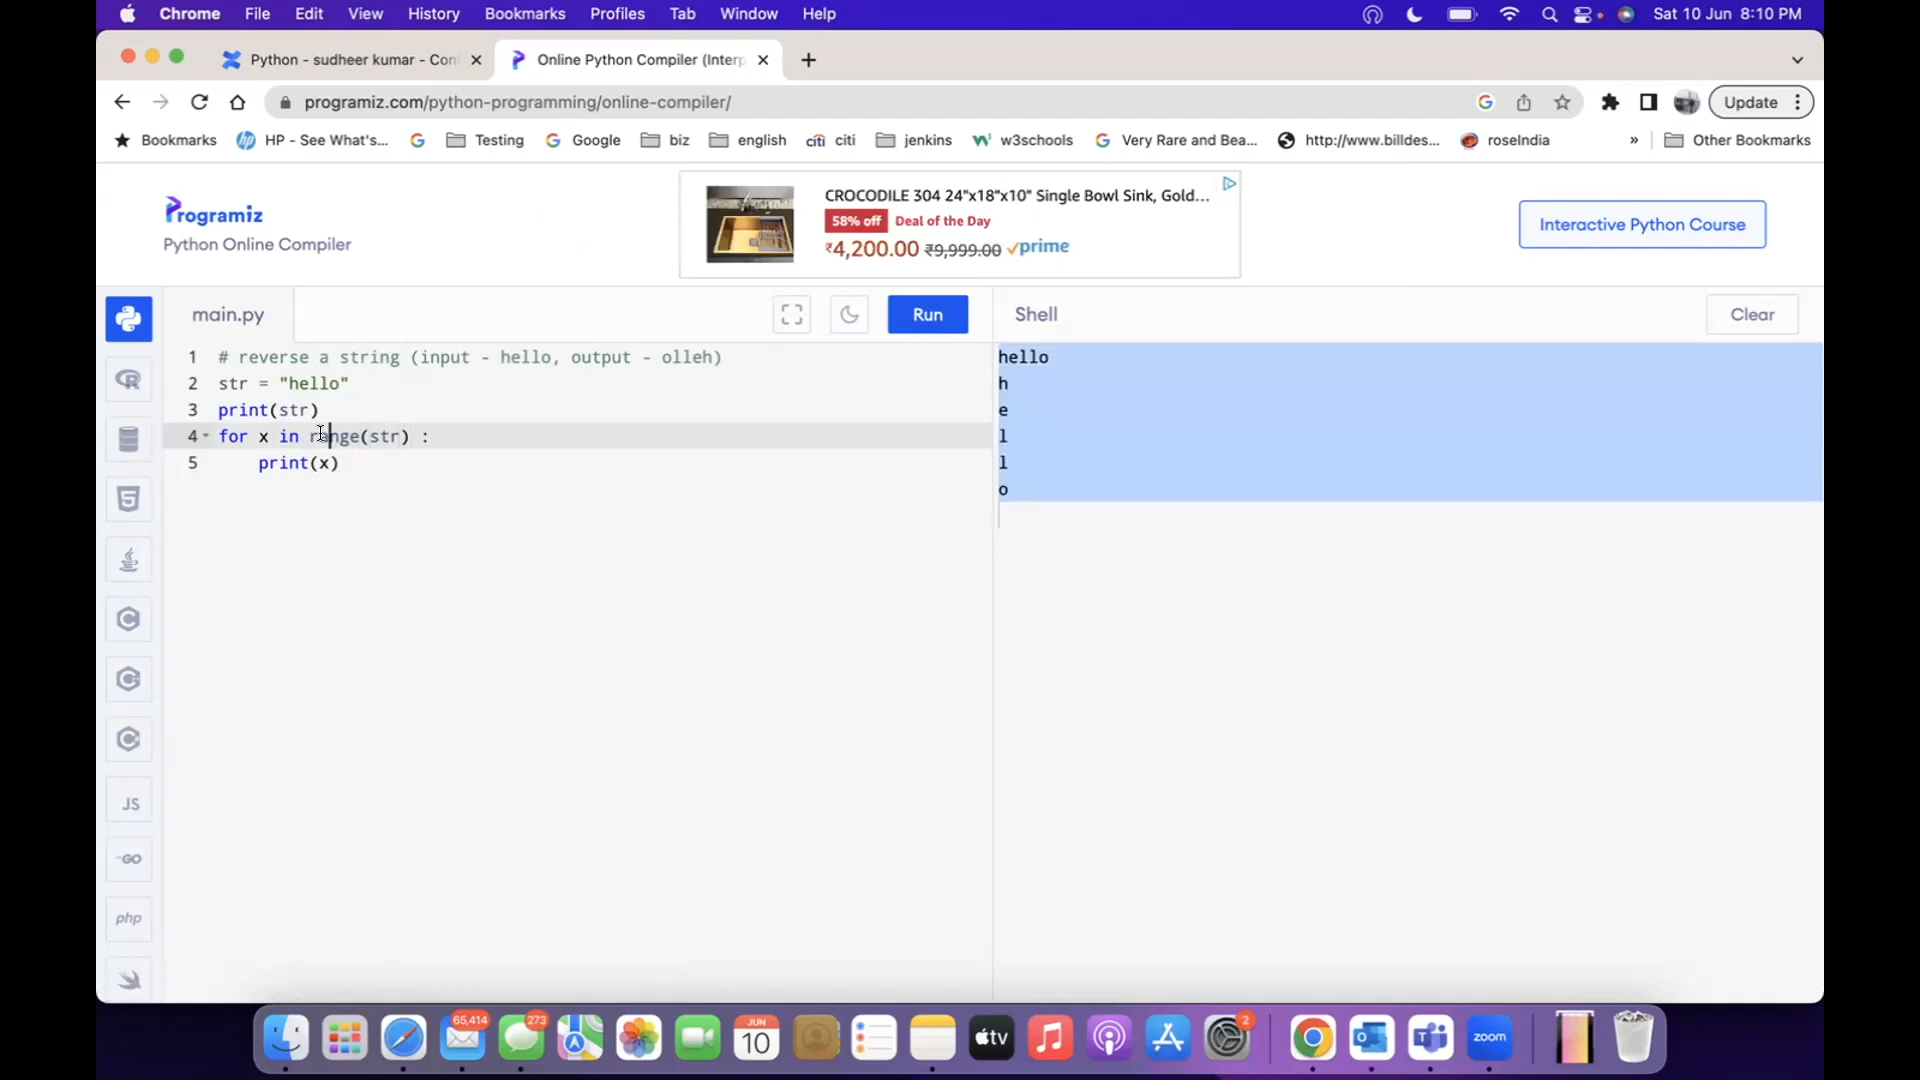 Chrome File Edit View History Bookmarks Profiles Tab Window Help Sat 10 Jun 8:10 PM
Python - sudheer kumar - Con
Online Python Compiler (Interp
programiz.com/python-programming/online-compiler/
Update
Bookmarks HP - See What's... Testing Google biz english citi citi jenkins w3schools Very Rare and Bea... http://www.billdes... roseIndia » Other Bookmarks
Programiz
Python Online Compiler
CROCODILE 304 24"x18"x10" Single Bowl Sink, Gold...
58% off Deal of the Day
₹4,200.00 ₹9,999.00 prime
Interactive Python Course
main.py
Run
Shell
Clear
1 # reverse a string (input - hello, output - olleh)
2 str = "hello"
3 print(str)
4 for x in range(str) :
5 print(x)
hello
h
e
l
l
o
JS
GO
php
65,414
273
JUN
10
tv
2
zoom